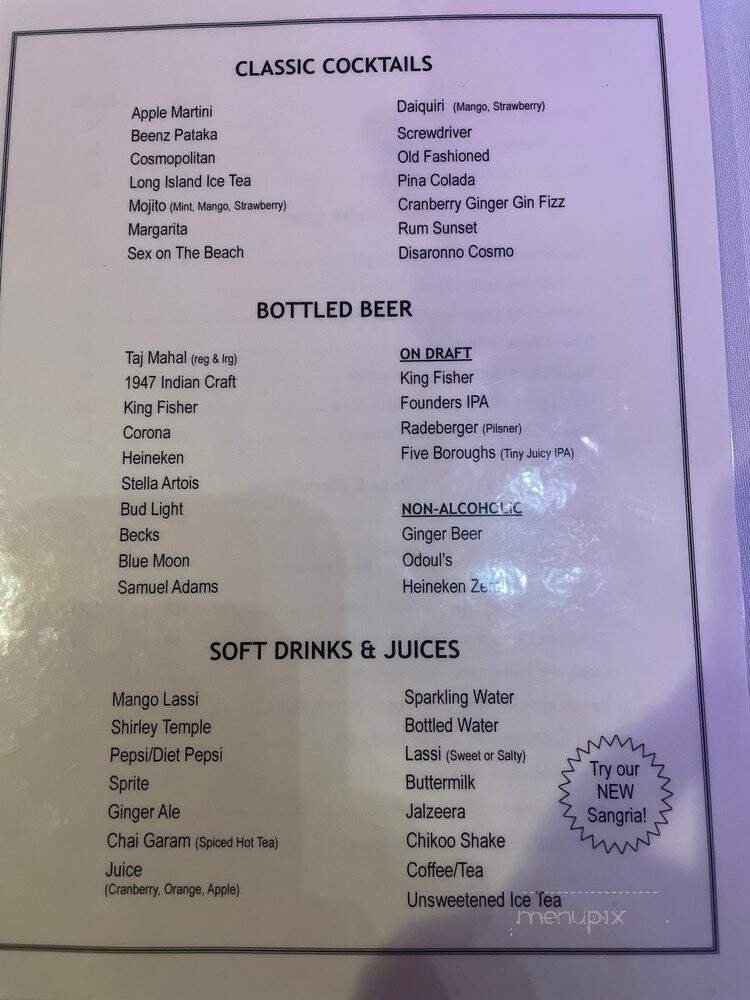 CLASSIC COCKTAILS
Apple Martini
Beenz Pataka
Cosmopolitan
Long Island Ice Tea
Mojito (Mint, Mango, Strawberry)
Margarita
Sex on The Beach
Daiquiri (Mango, Strawberry)
Screwdriver
Old Fashioned
Pina Colada
Cranberry Ginger Gin Fizz
Rum Sunset
Disaronno Cosmo
BOTTLED BEER
Taj Mahal (reg & lrg)
1947 Indian Craft
King Fisher
Corona
Heineken
Stella Artois
Bud Light
Becks
Blue Moon
Samuel Adams
ON DRAFT
King Fisher
Founders IPA
Radeberger (Pilsner)
Five Boroughs (Tiny Juicy IPA)
NON-ALCOHOLIC
Ginger Beer
Odoul's
Heineken Zero
SOFT DRINKS & JUICES
Mango Lassi
Shirley Temple
Pepsi/Diet Pepsi
Sprite
Ginger Ale
Chai Garam (Spiced Hot Tea)
Juice
(Cranberry, Orange, Apple)
Sparkling Water
Bottled Water
Lassi (Sweet or Salty)
Buttermilk
Jalzeera
Chikoo Shake
Coffee/Tea
Unsweetened Ice Tea
Try our
NEW
Sangria!
menupix